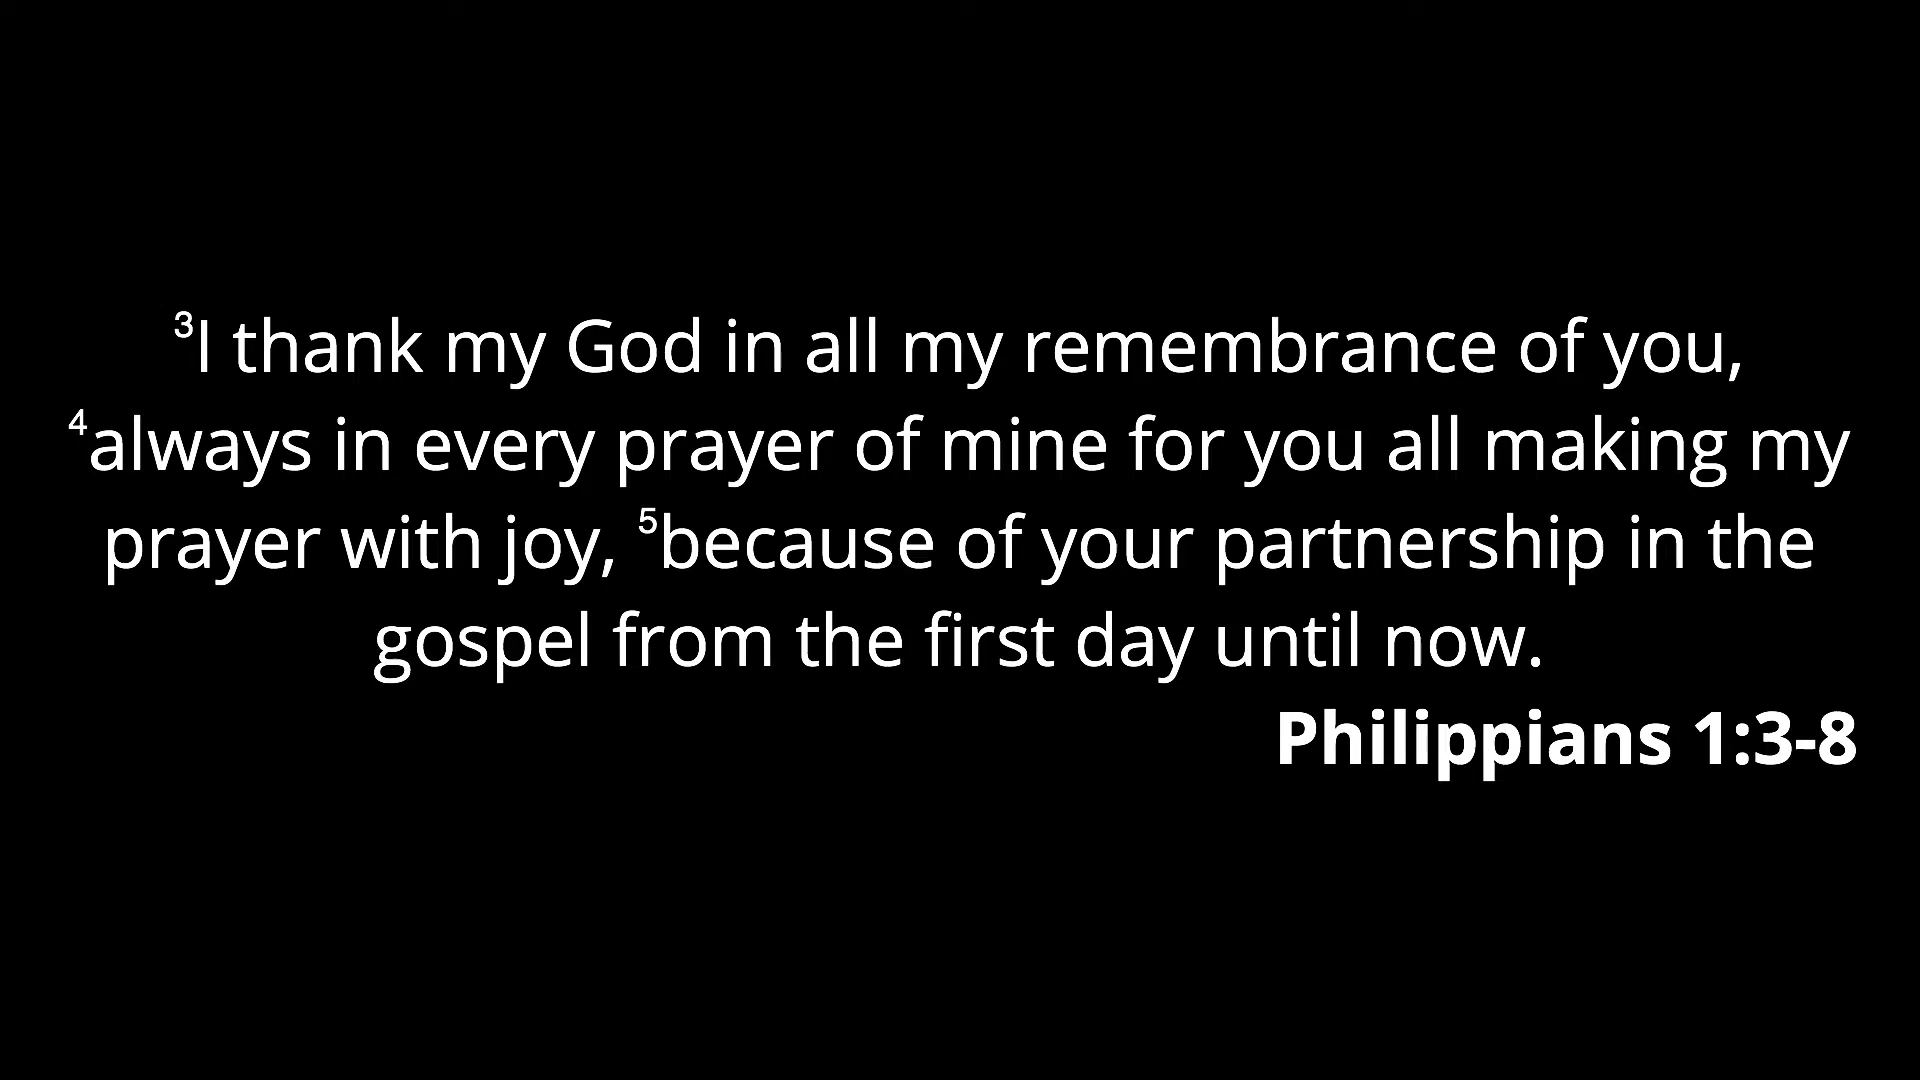 ³I thank my God in all my remembrance of you,
⁴always in every prayer of mine for you all making my
prayer with joy, ⁵because of your partnership in the
gospel from the first day until now.
Philippians 1:3-8